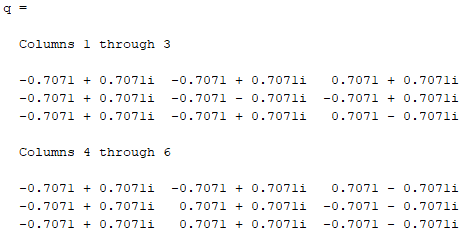 q =
Columns 1 through 3
-0.7071 + 0.7071i -0.7071 + 0.7071i 0.7071 + 0.7071i
-0.7071 + 0.7071i -0.7071 - 0.7071i -0.7071 + 0.7071i
-0.7071 + 0.7071i -0.7071 + 0.7071i 0.7071 - 0.7071i
Columns 4 through 6
-0.7071 + 0.7071i -0.7071 + 0.7071i 0.7071 - 0.7071i
-0.7071 + 0.7071i 0.7071 + 0.7071i -0.7071 - 0.7071i
-0.7071 + 0.7071i 0.7071 + 0.7071i -0.7071 - 0.7071i